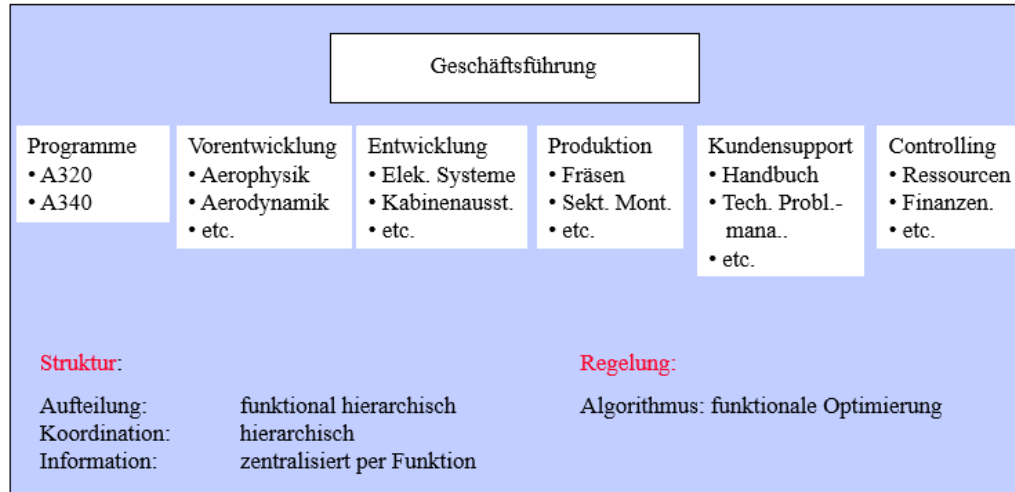 Geschäftsführung
Programme
• A320
• A340
Vorentwicklung
• Aerophysik
• Aerodynamik
• etc.
Entwicklung
• Elek. Systeme
• Kabinenausst.
• etc.
Produktion
• Fräsen
• Sekt. Mont.
• etc.
Kundensupport
• Handbuch
• Tech. Probl.-
mana..
• etc.
Controlling
• Ressourcen
• Finanzen.
• etc.
Struktur:
Aufteilung: funktional hierarchisch
Koordination: hierarchisch
Information: zentralisiert per Funktion
Regelung:
Algorithmus: funktionale Optimierung